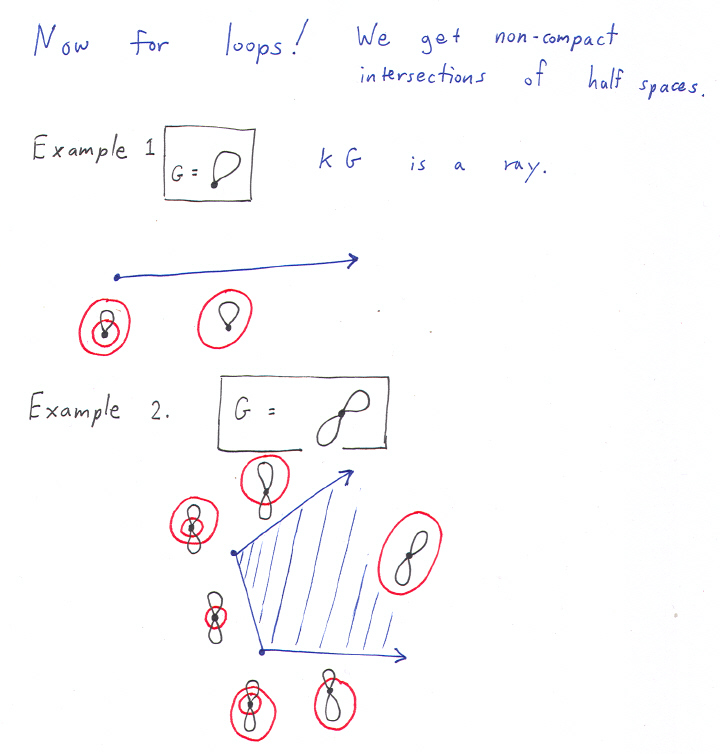 Now for loops! We get non-compact
intersections of half spaces.
Example 1
G =
kG is a ray.
Example 2.
G =